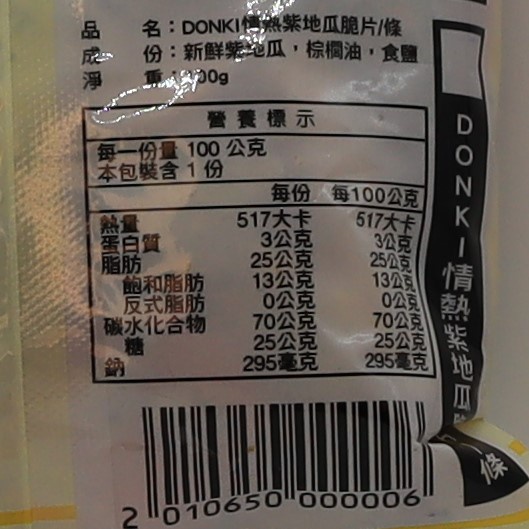 品 名：DONKI情熱紫地瓜脆片/條
成 份：新鮮紫地瓜，棕櫚油，食鹽
淨 重：100g
營養標示
每一份量 100 公克
本包裝含 1 份
每份 每100公克
熱量 517大卡 517大卡
蛋白質 3公克 3公克
脂肪 25公克 25公克
飽和脂肪 13公克 13公克
反式脂肪 0公克 0公克
碳水化合物 70公克 70公克
糖 25公克 25公克
鈉 295毫克 295毫克
2 010650 000006
DONKI情熱紫地瓜
條